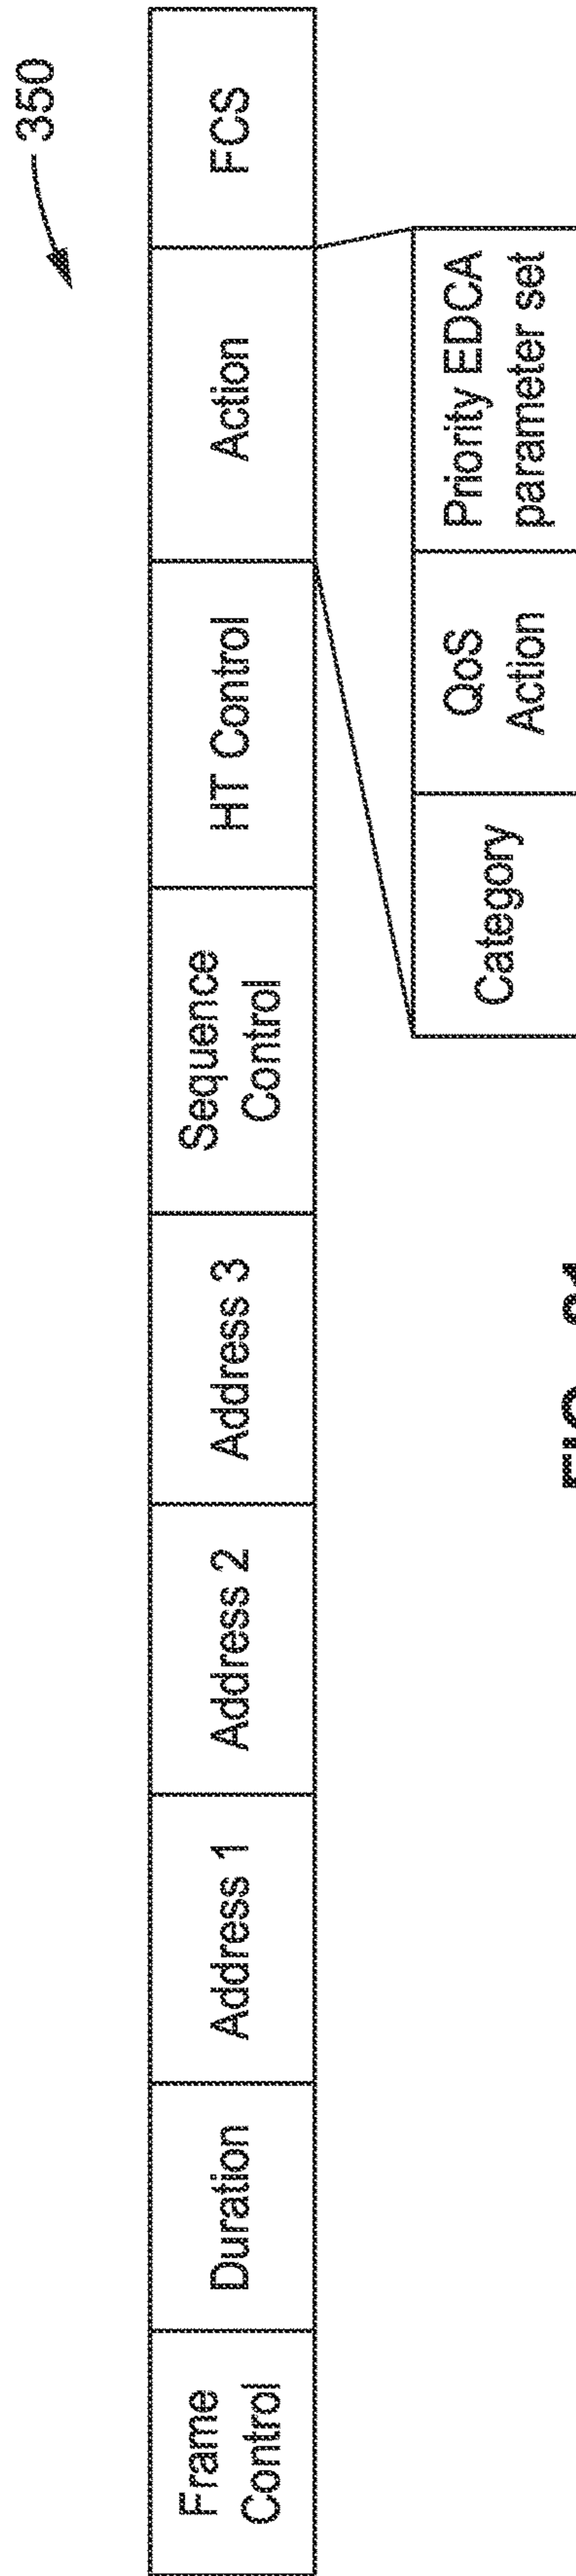 350
Frame
Control
Duration
Address 1
Address 2
Address 3
Sequence
Control
HT Control
Action
FCS
Category
QoS
Action
Priority EDCA
parameter set